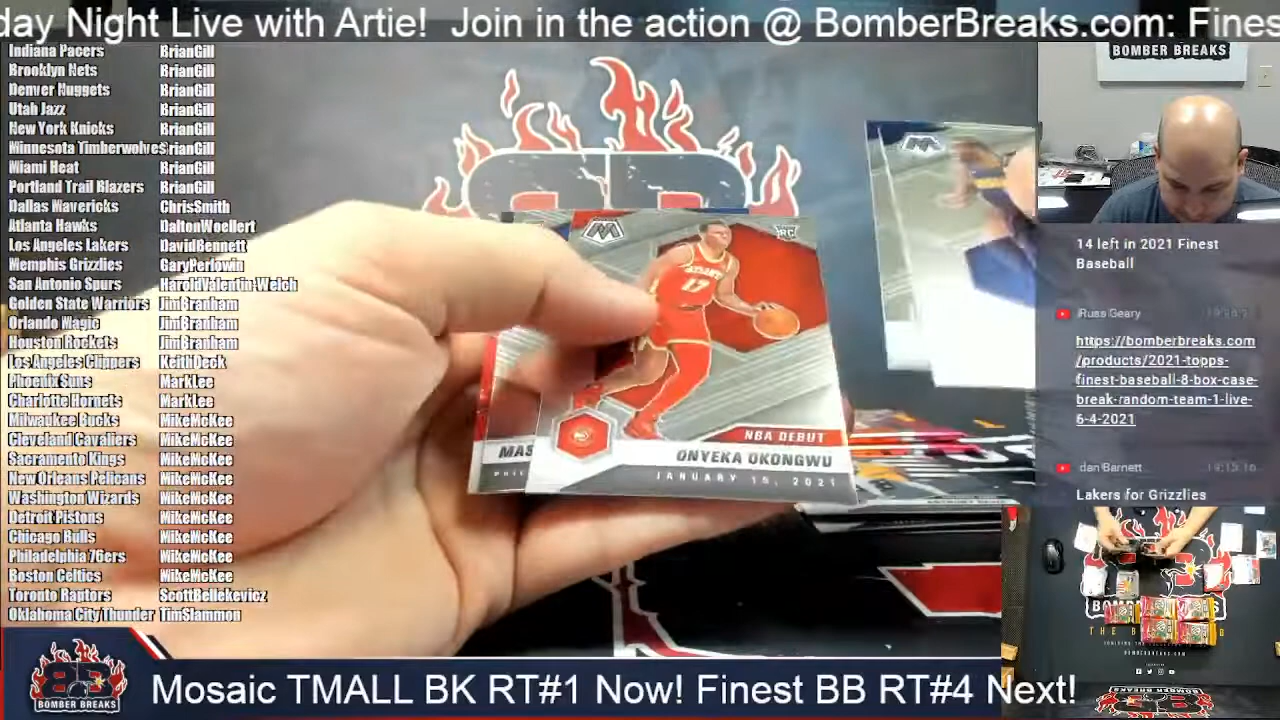 day Night Live with Artie! Join in the action @ BomberBreaks.com: Fines
Indiana Pacers BrianGill
Brooklyn Nets BrianGill
Denver Nuggets BrianGill
Utah Jazz BrianGill
New York Knicks BrianGill
Minnesota Timberwolves BrianGill
Miami Heat BrianGill
Portland Trail Blazers BrianGill
Dallas Mavericks ChrisSmith
Atlanta Hawks DaltonWoellert
Los Angeles Lakers DavidBennett
Memphis Grizzlies GaryPerlowin
San Antonio Spurs HaroldValentin-Welch
Golden State Warriors JimBranham
Orlando Magic JimBranham
Houston Rockets JimBranham
Los Angeles Clippers KeithDeck
Phoenix Suns MarkLee
Charlotte Hornets MarkLee
Milwaukee Bucks MikeMcKee
Cleveland Cavaliers MikeMcKee
Sacramento Kings MikeMcKee
New Orleans Pelicans MikeMcKee
Washington Wizards MikeMcKee
Detroit Pistons MikeMcKee
Chicago Bulls MikeMcKee
Philadelphia 76ers MikeMcKee
Boston Celtics MikeMcKee
Toronto Raptors ScottBellekevicz
Oklahoma City Thunder TimSlammon
RC
ATLANTA
17
NBA DEBUT
ONYEKA OKONGWU
JANUARY 15, 2021
MAS
PHIL
BOMBER BREAKS
14 left in 2021 Finest
Baseball
Russ Geary
https://bomberbreaks.com
/products/2021-topps-
finest-baseball-8-box-case-
break-random-team-1-live-
6-4-2021
dan Barnett 19:15:16
Lakers for Grizzlies
BOMBER BREAKS
Mosaic TMALL BK RT#1 Now! Finest BB RT#4 Next!